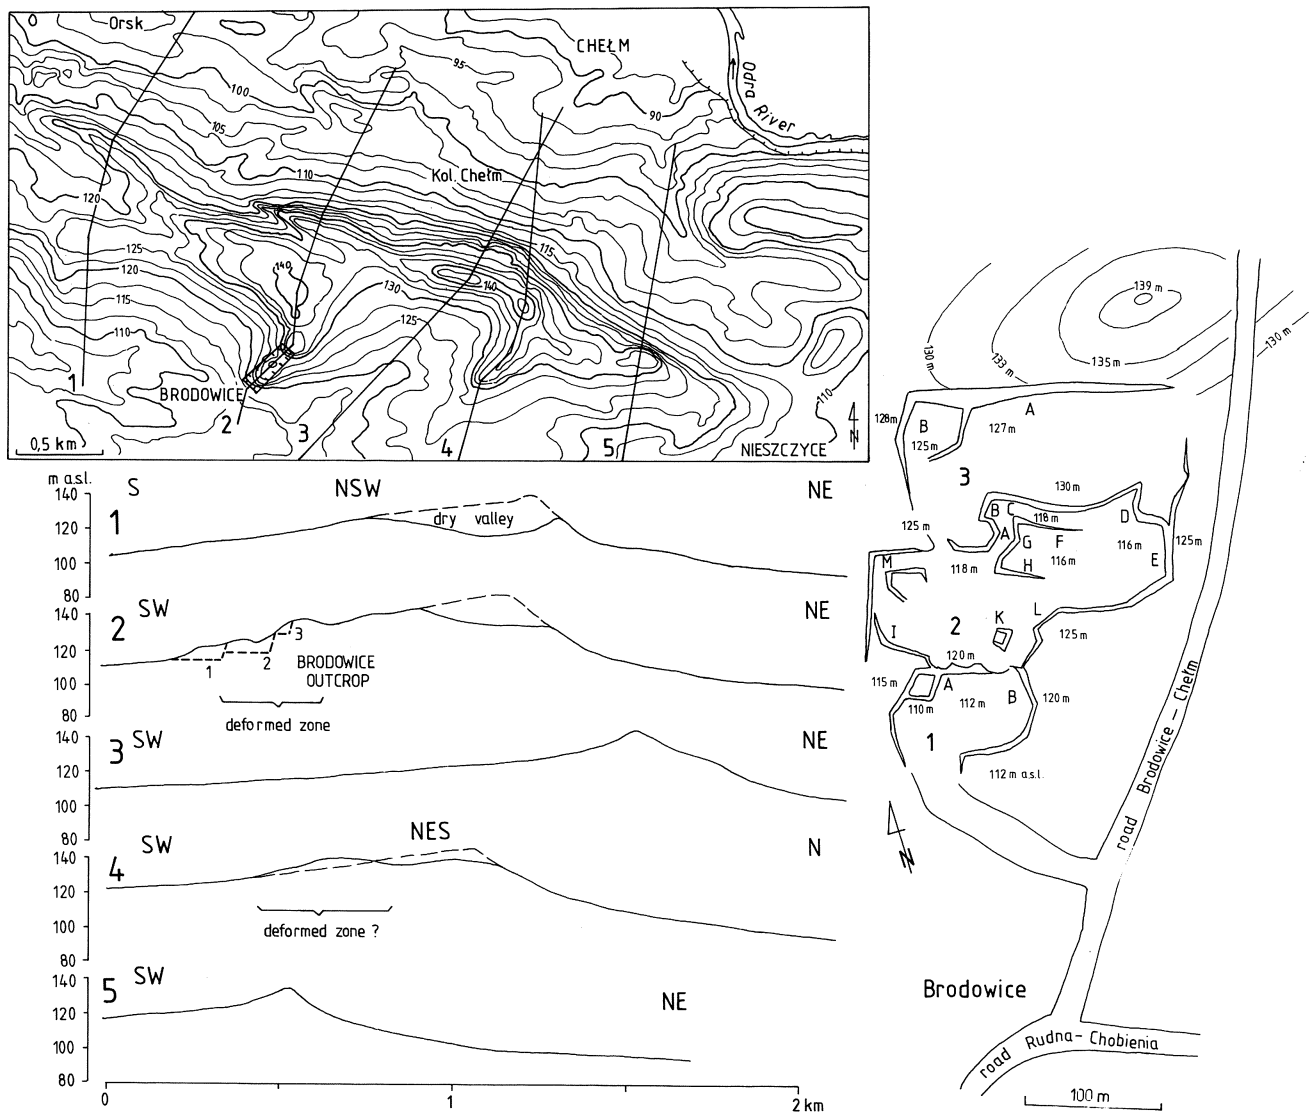 Orsk
CHEŁM
95
100
90
Odra River
105
110
Kol. Chełm
120
125
115
120
140
115
130
140
110
125
1
BRODOWICE
2
3
4
5
110
N
0,5 km
NIESZCZYCE
m a.s.l.
S
NSW
NE
140
120
100
80
1
dry valley
SW
NE
140
120
100
80
2
1
2
3
BRODOWICE
OUTCROP
deformed zone
SW
NE
140
120
100
80
3
SW
NES
N
140
120
100
80
4
deformed zone ?
SW
NE
140
120
100
80
5
0
1
2 km
139 m
130 m
133 m
135 m
130 m
128m
B
A
125 m
127 m
3
130 m
B
C
118 m
D
125 m
A
G
F
116 m
E
125 m
M
118 m
H
116 m
I
2
K
L
125 m
120 m
115 m
A
B
120 m
110 m
112 m
1
112 m a.s.l.
N
road Brodowice – Chełm
Brodowice
road Rudna – Chobienia
100 m